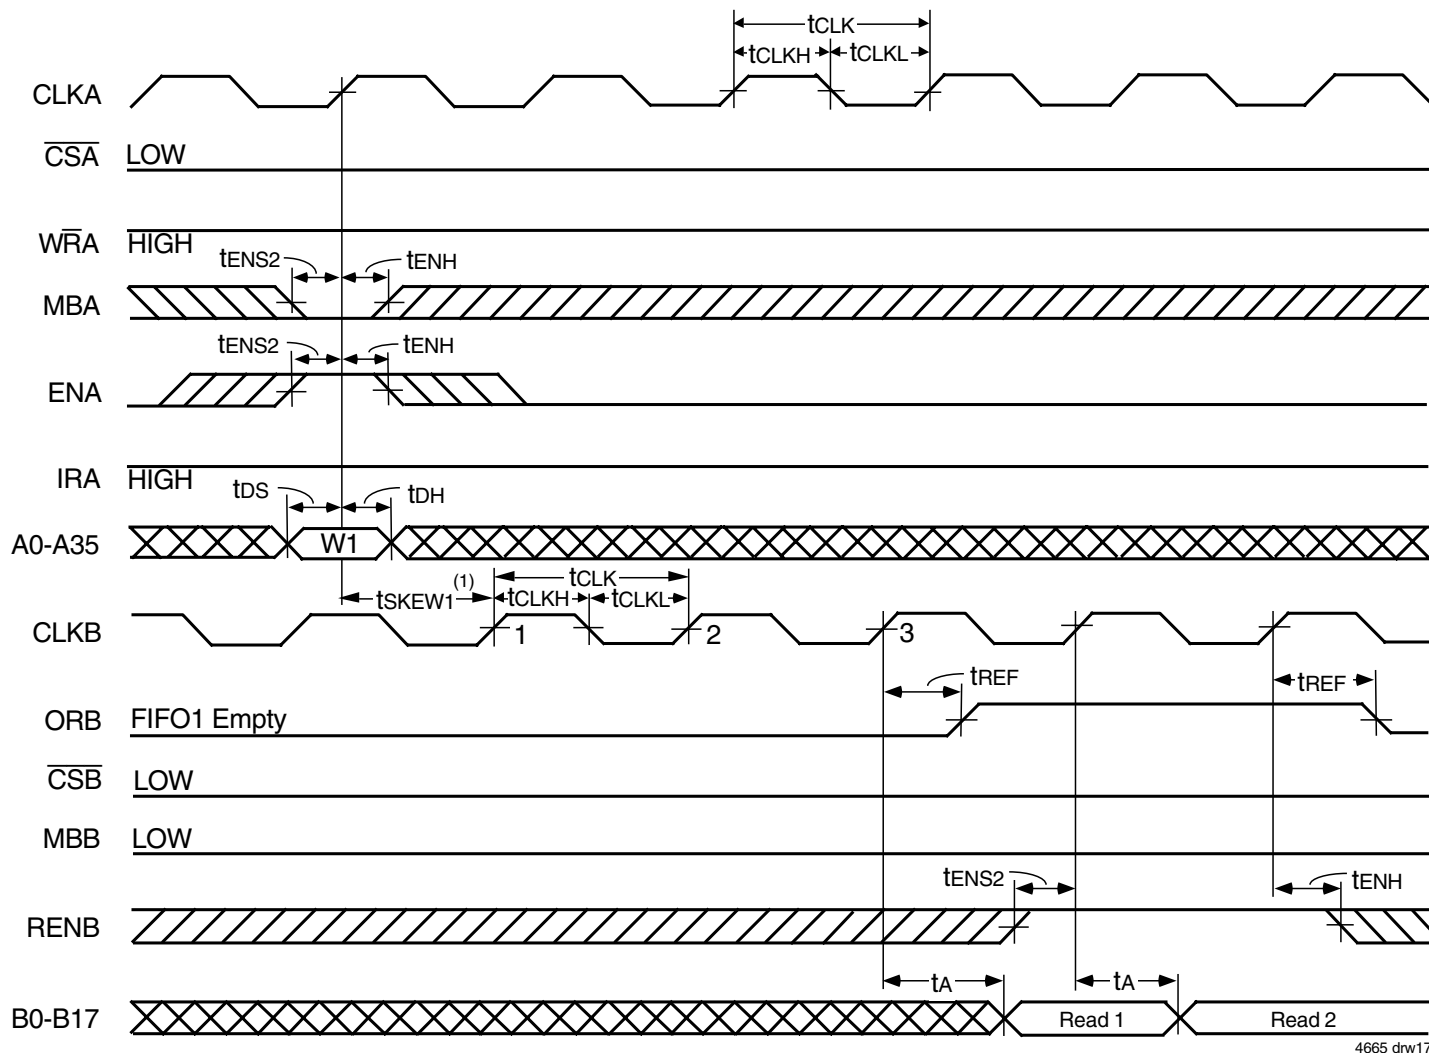 tCLK
tCLKH tCLKL
CLKA
CSA LOW
WRA HIGH
tENS2 tENH
MBA
tENS2 tENH
ENA
IRA HIGH
tDS tDH
A0-A35 W1
tSKEW1 (1) tCLK
tCLKH tCLKL
CLKB 1 2 3
tREF tREF
ORB FIFO1 Empty
CSB LOW
MBB LOW
tENS2 tENH
RENB
tA tA
B0-B17 Read 1 Read 2
4665 drw17